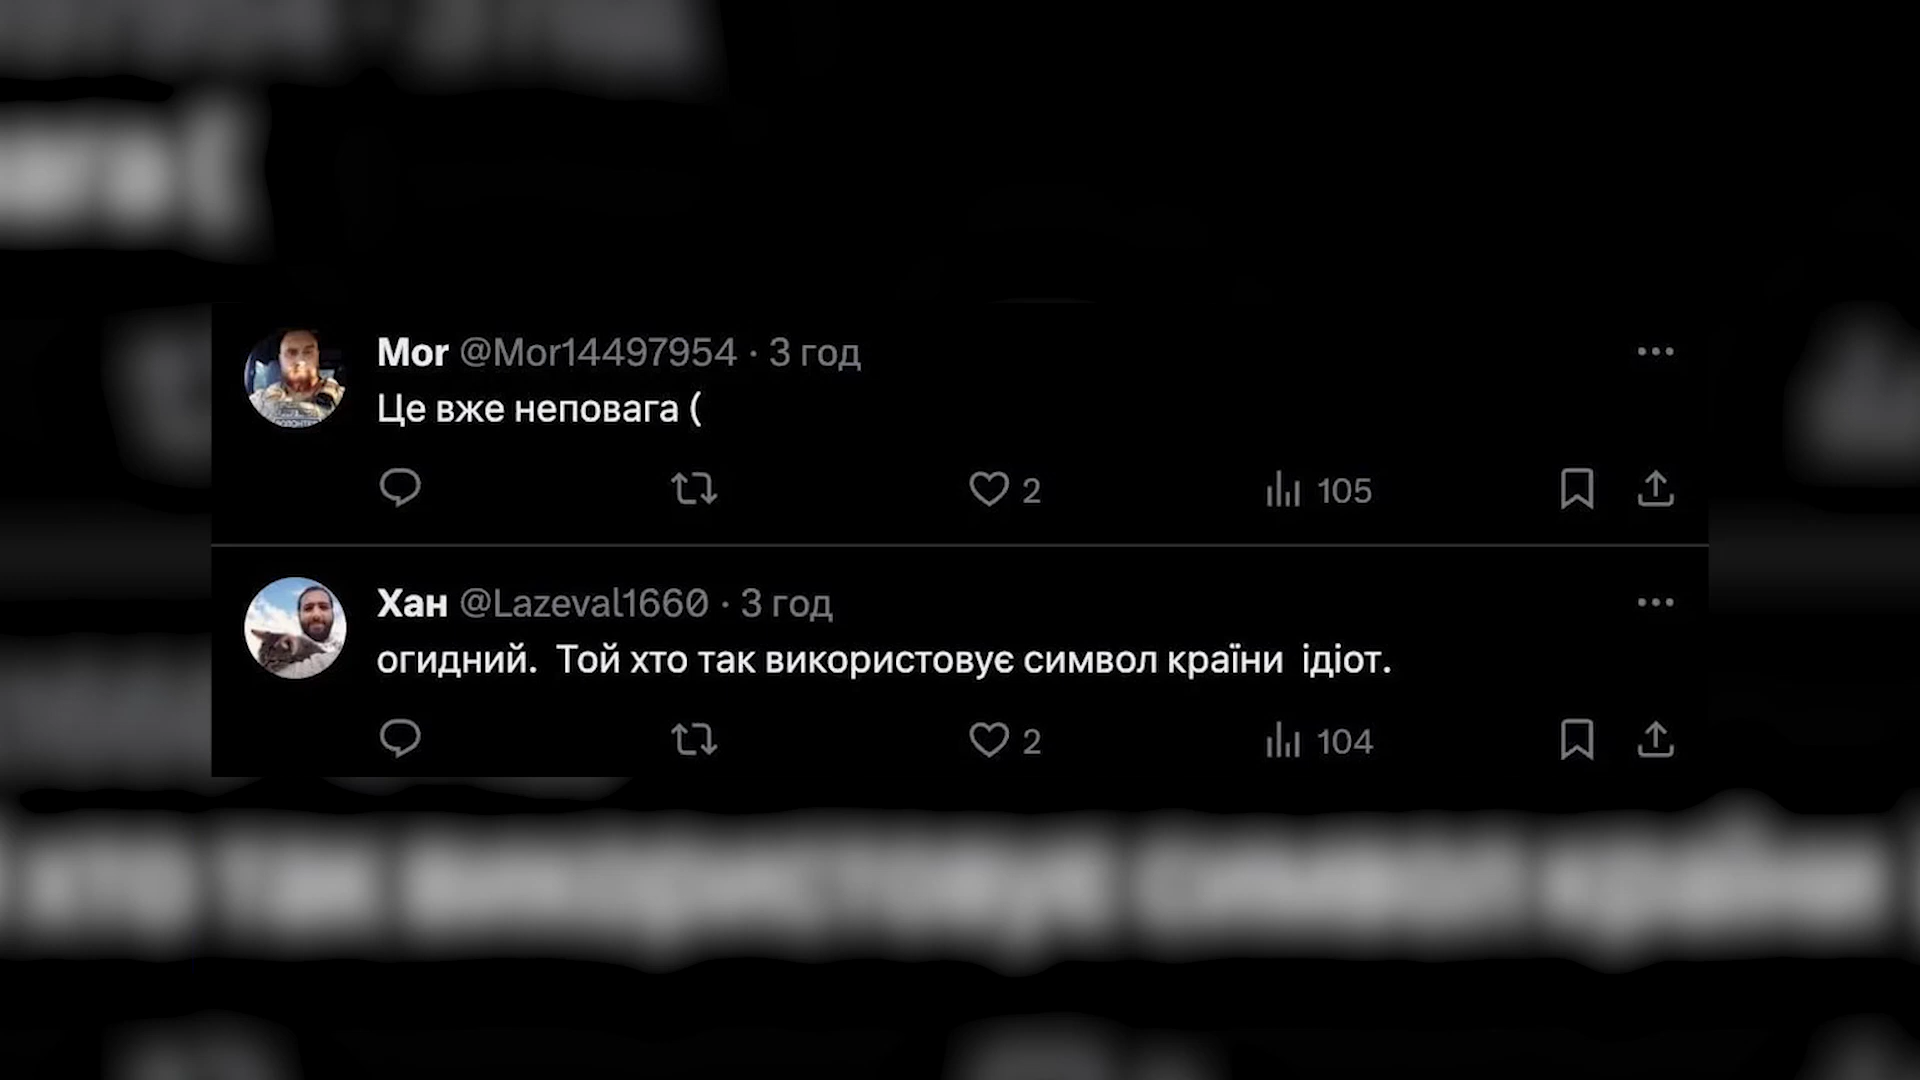 Mor @Mor14497954 · 3 год
Це вже неповага (
2 105
Хан @Lazeval1660 · 3 год
огидний. Той хто так використовує символ країни ідіот.
2 104